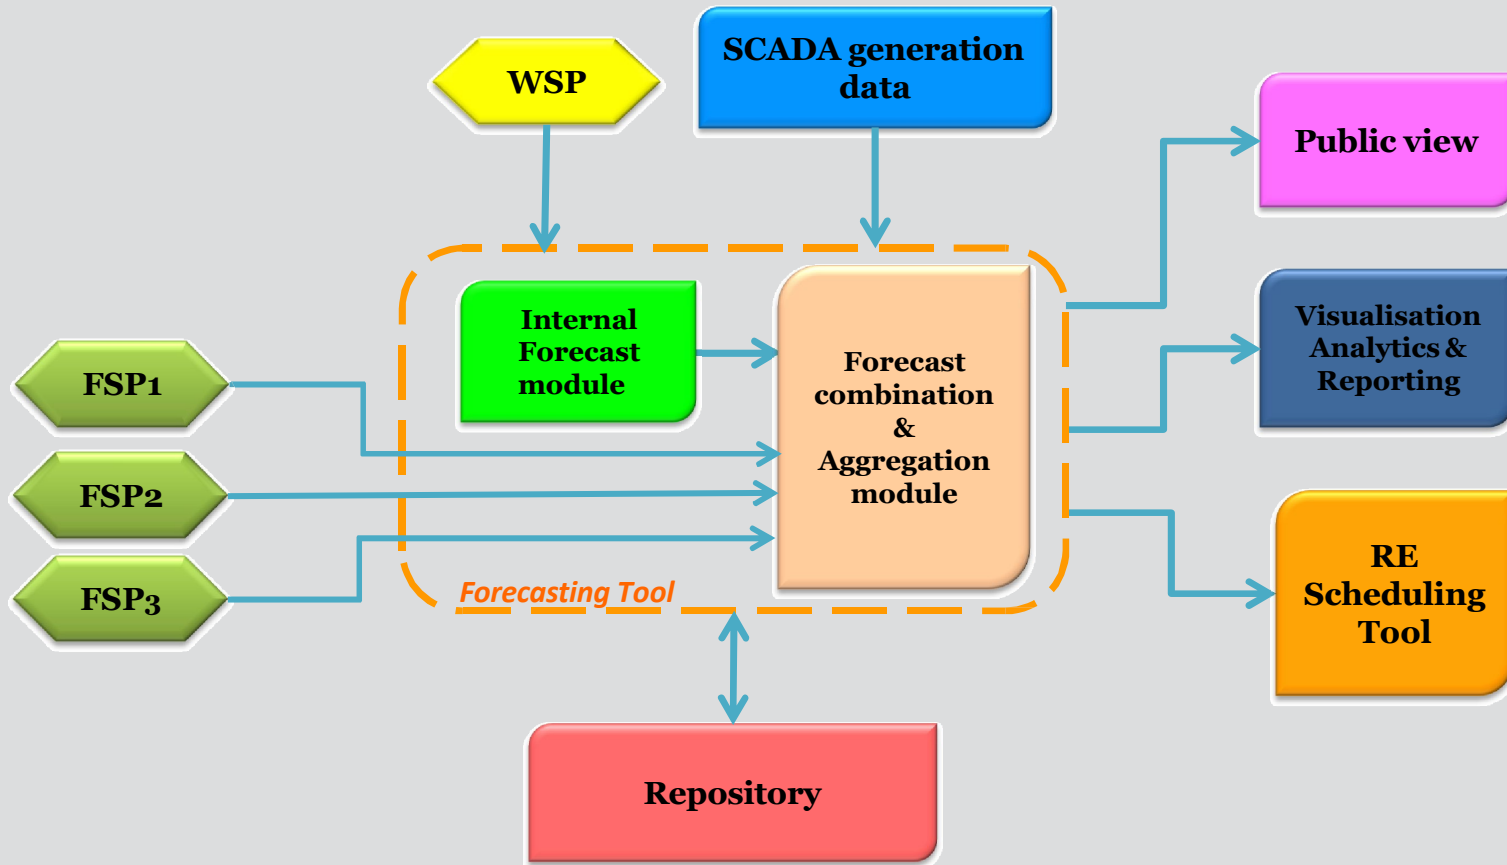 WSP
SCADA generation
data
Public view
Internal
Forecast
module
Forecast
combination
&
Aggregation
module
Visualisation
Analytics &
Reporting
FSP1
FSP2
FSP3
Forecasting Tool
RE
Scheduling
Tool
Repository